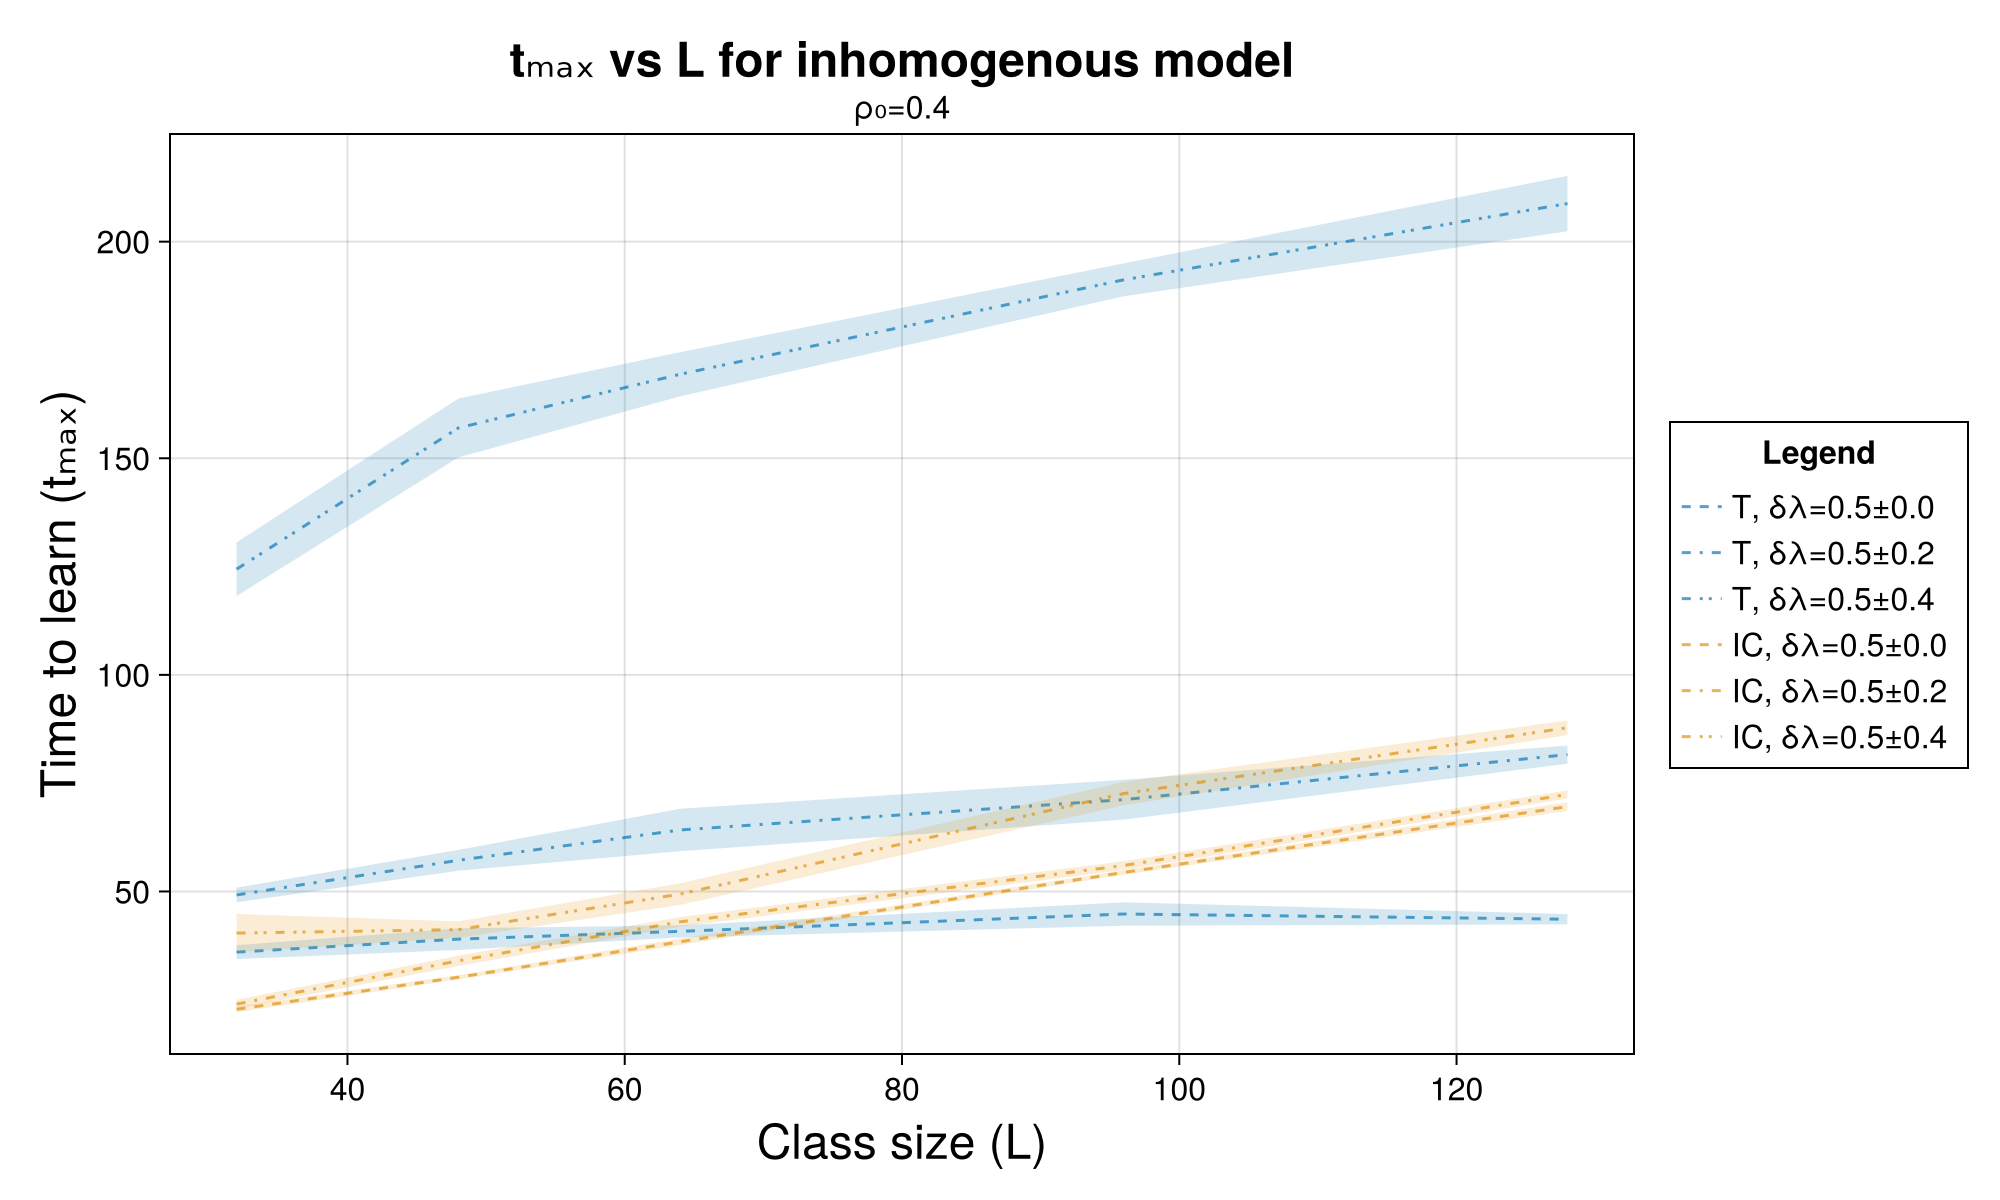 tₘₐₓ vs L for inhomogenous model
ρ₀=0.4
Time to learn (tₘₐₓ)
200
150
100
50
40
60
80
100
120
Class size (L)
Legend
T, δλ=0.5±0.0
T, δλ=0.5±0.2
T, δλ=0.5±0.4
IC, δλ=0.5±0.0
IC, δλ=0.5±0.2
IC, δλ=0.5±0.4